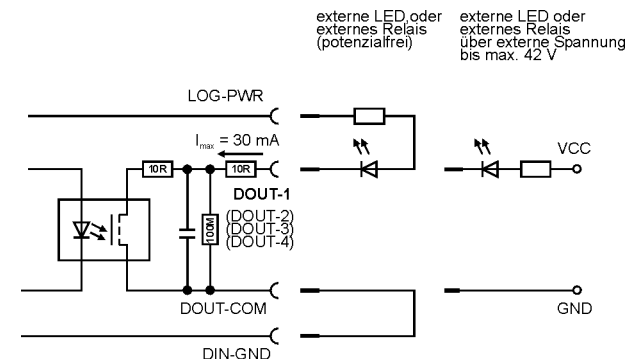 externe LED,oder
externes Relais
(potenzialfrei)
externe LED oder
externes Relais
über externe Spannung
bis max. 42 V
LOG-PWR
Imax = 30 mA
VCC
10R
10R
DOUT-1
(DOUT-2)
(DOUT-3)
(DOUT-4)
100M
DOUT-COM
GND
DIN-GND